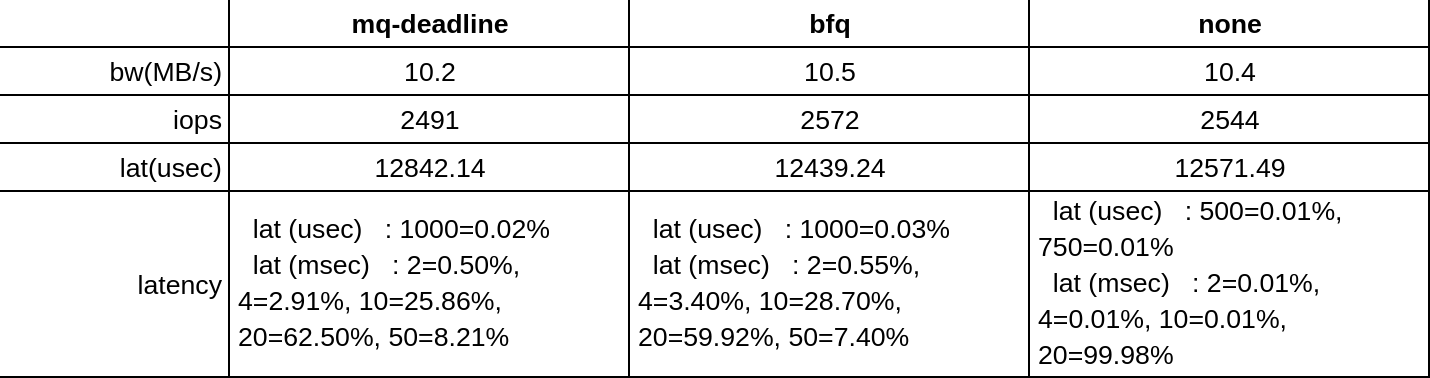 mq-deadline bfq none
bw(MB/s) 10.2 10.5 10.4
iops 2491 2572 2544
lat(usec) 12842.14 12439.24 12571.49
latency
lat (usec) : 1000=0.02%
lat (msec) : 2=0.50%,
4=2.91%, 10=25.86%,
20=62.50%, 50=8.21%
lat (usec) : 1000=0.03%
lat (msec) : 2=0.55%,
4=3.40%, 10=28.70%,
20=59.92%, 50=7.40%
lat (usec) : 500=0.01%,
750=0.01%
lat (msec) : 2=0.01%,
4=0.01%, 10=0.01%,
20=99.98%